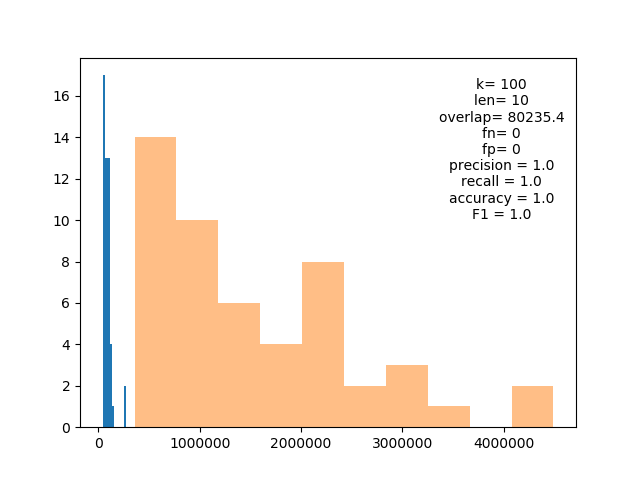 k= 100
len= 10
overlap= 80235.4
fn= 0
fp= 0
precision = 1.0
recall = 1.0
accuracy = 1.0
F1 = 1.0
16
14
12
10
8
6
4
2
0
0 1000000 2000000 3000000 4000000